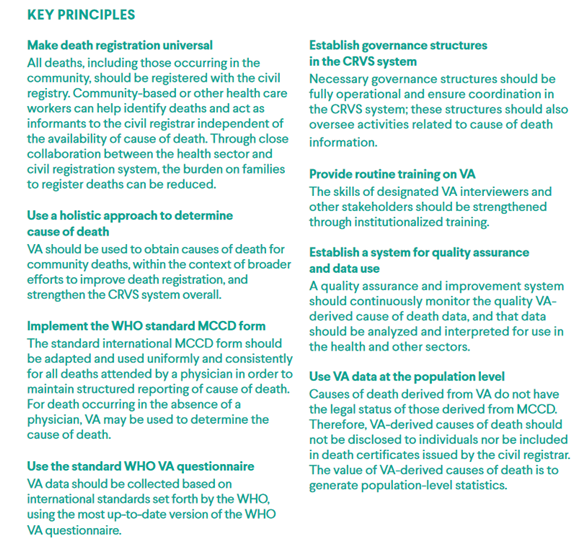 KEY PRINCIPLES
Make death registration universal
All deaths, including those occurring in the
community, should be registered with the civil
registry. Community-based or other health care
workers can help identify deaths and act as
informants to the civil registrar independent of
the availability of cause of death. Through close
collaboration between the health sector and
civil registration system, the burden on families
to register deaths can be reduced.
Use a holistic approach to determine
cause of death
VA should be used to obtain causes of death for
community deaths, within the context of broader
efforts to improve death registration, and
strengthen the CRVS system overall.
Implement the WHO standard MCCD form
The standard international MCCD form should
be adapted and used uniformly and consistently
for all deaths attended by a physician in order to
maintain structured reporting of cause of death.
For death occurring in the absence of a
physician, VA may be used to determine the
cause of death.
Use the standard WHO VA questionnaire
VA data should be collected based on
international standards set forth by the WHO,
using the most up-to-date version of the WHO
VA questionnaire.
Establish governance structures
in the CRVS system
Necessary governance structures should be
fully operational and ensure coordination in
the CRVS system; these structures should also
oversee activities related to cause of death
information.
Provide routine training on VA
The skills of designated VA interviewers and
other stakeholders should be strengthened
through institutionalized training.
Establish a system for quality assurance
and data use
A quality assurance and improvement system
should continuously monitor the quality VA-
derived cause of death data, and that data
should be analyzed and interpreted for use in
the health and other sectors.
Use VA data at the population level
Causes of death derived from VA do not have
the legal status of those derived from MCCD.
Therefore, VA-derived causes of death should
not be disclosed to individuals nor be included
in death certificates issued by the civil registrar.
The value of VA-derived causes of death is to
generate population-level statistics.